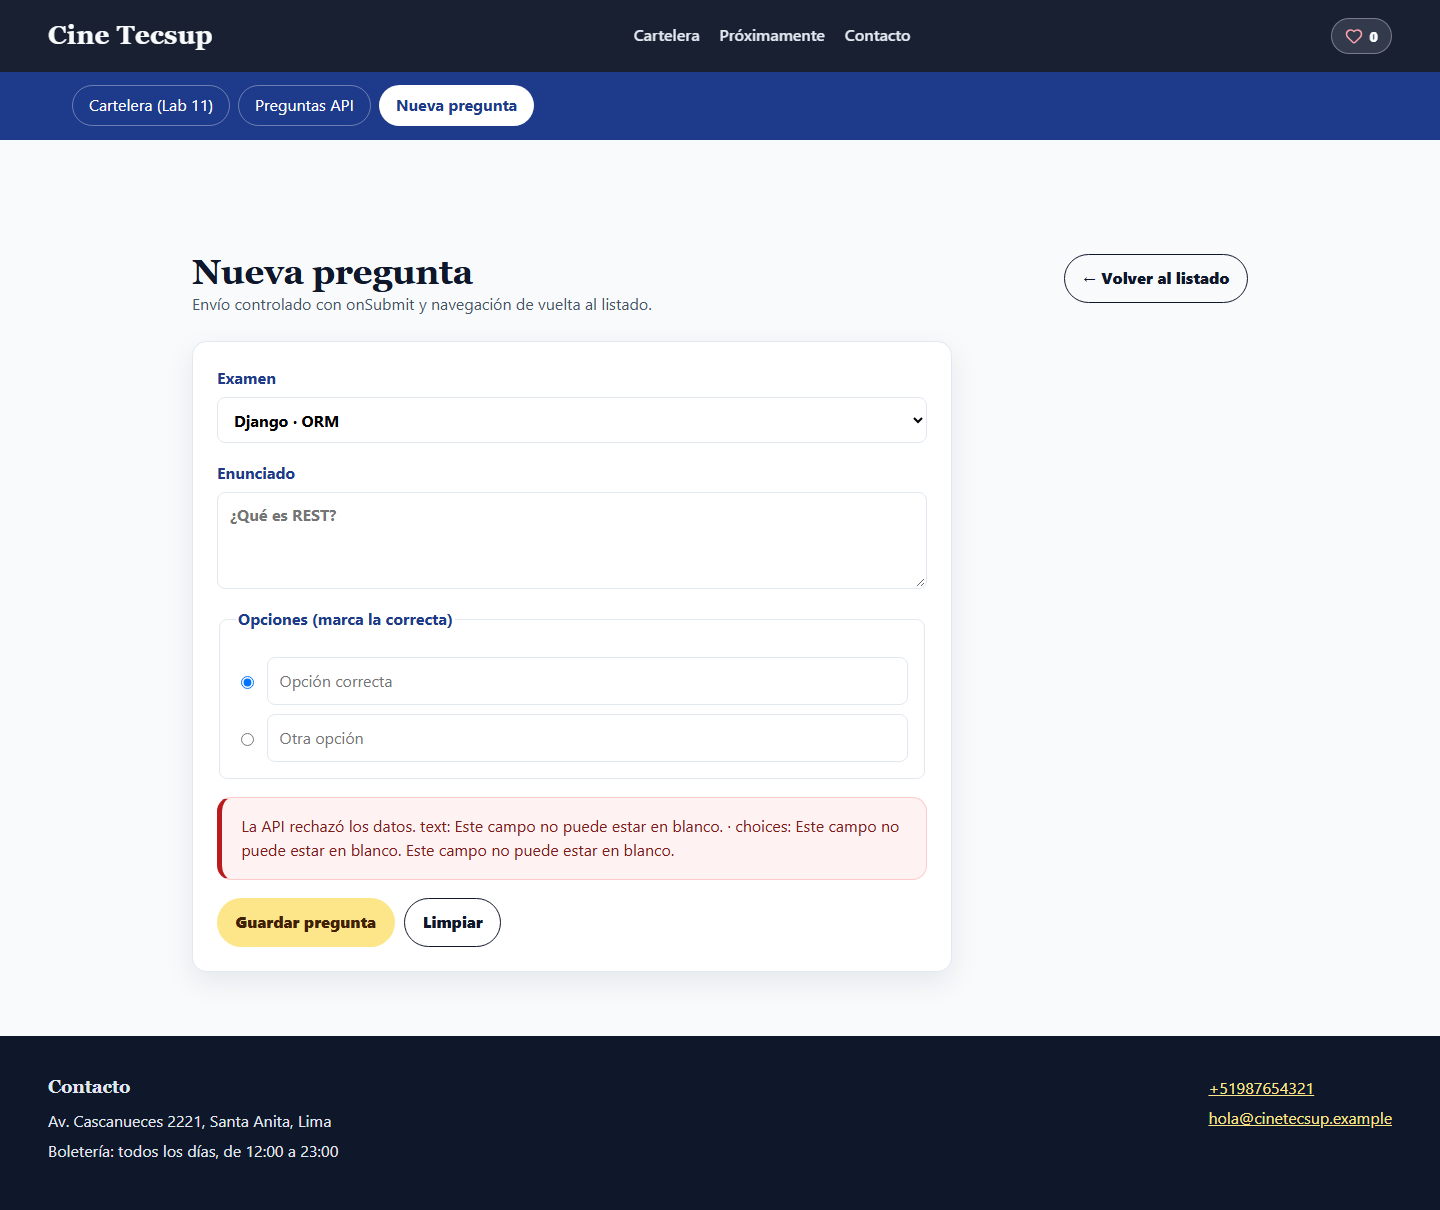 Cine Tecsup
Cartelera
Próximamente
Contacto
0
Cartelera (Lab 11)
Preguntas API
Nueva pregunta
Nueva pregunta
Envío controlado con onSubmit y navegación de vuelta al listado.
← Volver al listado
Examen
Django · ORM
Enunciado
¿Qué es REST?
Opciones (marca la correcta)
Opción correcta
Otra opción
La API rechazó los datos. text: Este campo no puede estar en blanco. · choices: Este campo no
puede estar en blanco. Este campo no puede estar en blanco.
Guardar pregunta
Limpiar
Contacto
Av. Cascanueces 2221, Santa Anita, Lima
Boletería: todos los días, de 12:00 a 23:00
+51987654321
hola@cinetecsup.example